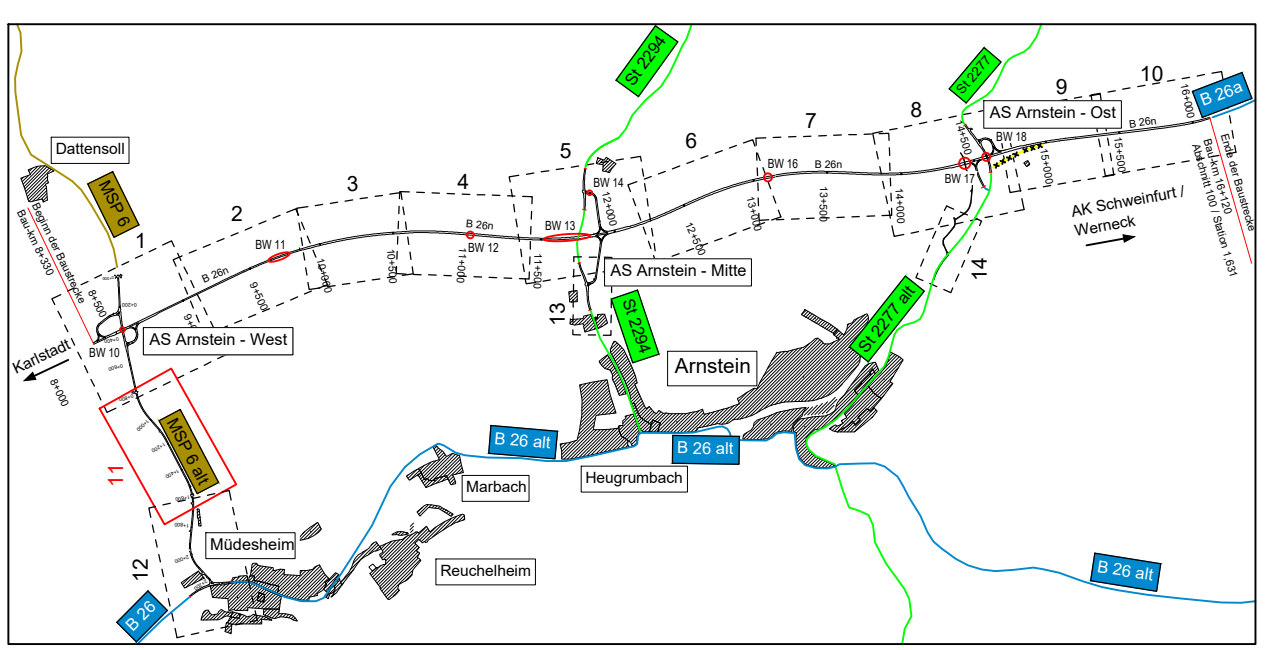 St 2294
St 2277
10
9
8
7
6
5
4
3
2
1
B 26a
16+000
AS Arnstein - Ost
BW 18
B 26n
14+500
15+000
15+500
BW 17
Ende der Baustrecke
Bau-km 16+120
Abschnitt 100 / Station 1.631
AK Schweinfurt /
Werneck
Dattensoll
MSP 6
Beginn der Baustrecke
Bau-km 8+330
BW 16
B 26n
13+000
13+500
14+000
BW 14
12+000
12+500
BW 13
B 26n
BW 12
11+000
11+500
BW 11
10+000
10+500
B 26n
9+500
8+500
AS Arnstein - Mitte
AS Arnstein - West
BW 10
Karlstadt
8+000
13
14
St 2294
St 2277 alt
Arnstein
MSP 6 alt
11
B 26 alt
B 26 alt
Heugrumbach
Marbach
Müdesheim
Reuchelheim
12
B 26
B 26 alt